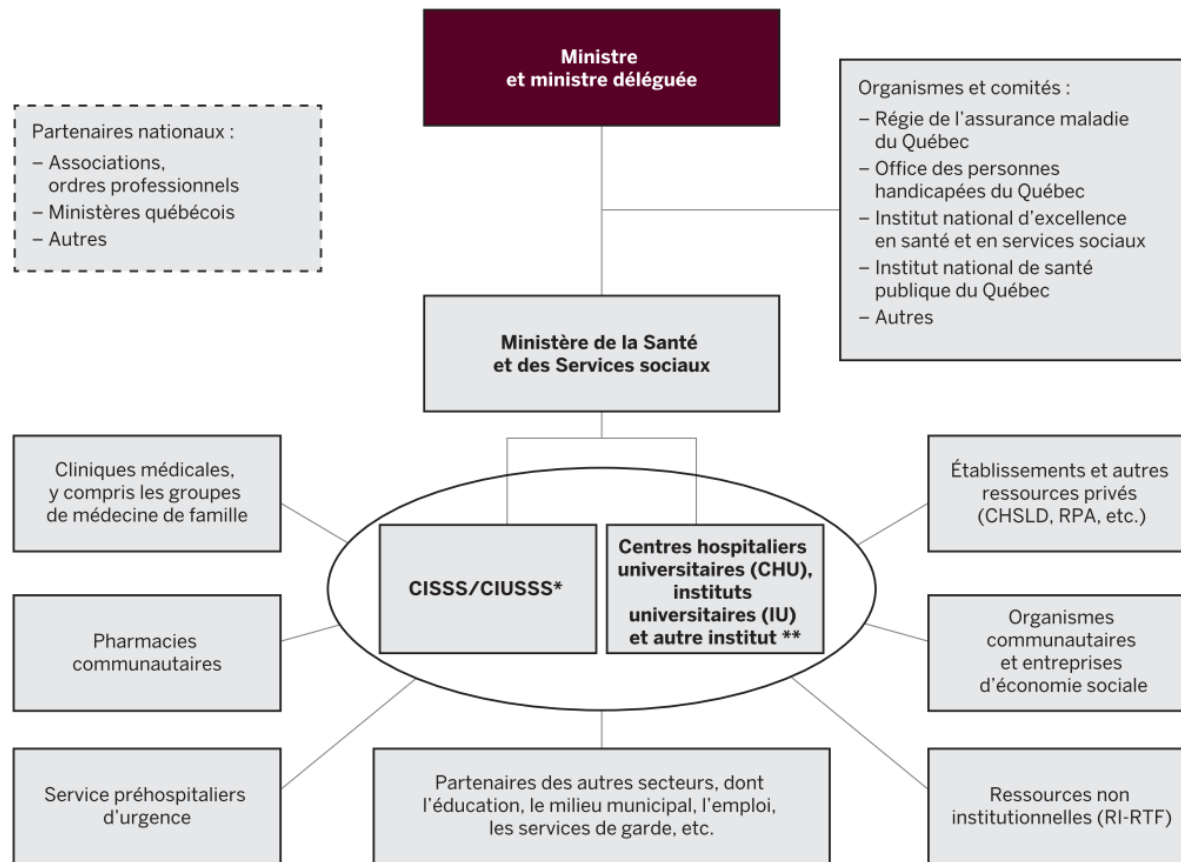 Ministre
et ministre déléguée
Partenaires nationaux :
– Associations,
ordres professionnels
– Ministères québécois
– Autres
Organismes et comités :
– Régie de l'assurance maladie
du Québec
– Office des personnes
handicapées du Québec
– Institut national d'excellence
en santé et en services sociaux
– Institut national de santé
publique du Québec
– Autres
Ministère de la Santé
et des Services sociaux
Cliniques médicales,
y compris les groupes
de médecine de famille
CISSS/CIUSSS*
Centres hospitaliers
universitaires (CHU),
instituts
universitaires (IU)
et autre institut **
Établissements et autres
ressources privés
(CHSLD, RPA, etc.)
Pharmacies
communautaires
Organismes
communautaires
et entreprises
d'économie sociale
Service préhospitaliers
d'urgence
Partenaires des autres secteurs, dont
l'éducation, le milieu municipal, l'emploi,
les services de garde, etc.
Ressources non
institutionnelles (RI-RTF)